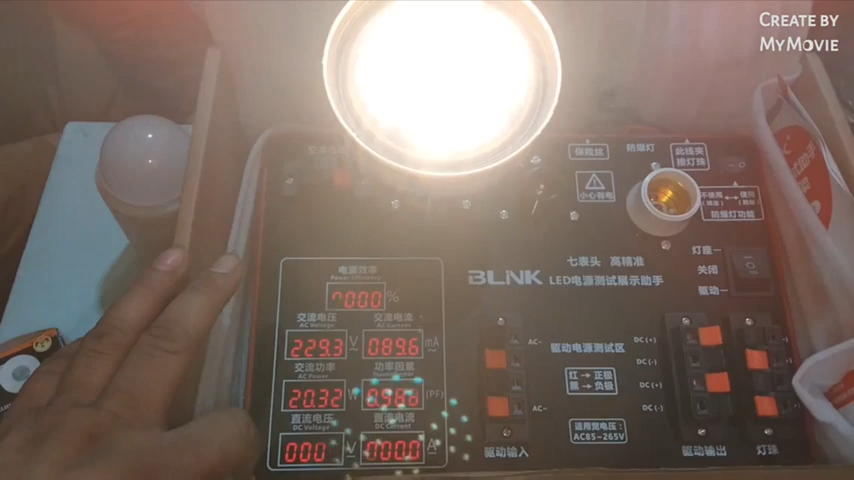 CREATE BY
MYMOVIE
保险丝
防爆灯
此线夹
接灯珠
小心有电
防爆灯功能
七表头 高精准
BLNK LED电源测试展示助手
灯座
关闭
驱动
电源效率
Power Efficiency
000%
交流电压
AC Voltage
229.3 V
交流电流
AC Current
089.6 mA
交流功率
AC Power
20.32 W
功率因素
(PF)
直流电压
DC Voltage
000 V
直流电流
DC Current
0000 A
AC~
AC~
驱动电源测试区
红→正极
黑→负极
适用宽电压:
AC85~265V
驱动输入
DC(+)
DC(-)
DC(+)
DC(-)
驱动输出
灯珠